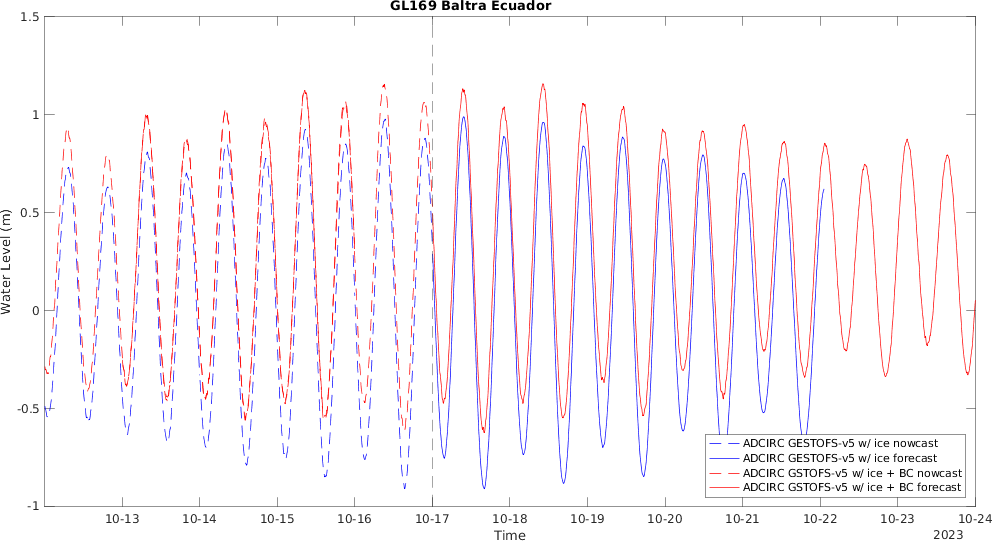 GL169 Baltra Ecuador
1.5
1
0.5
0
-0.5
-1
Water Level (m)
10-13
10-14
10-15
10-16
10-17
10-18
10-19
10-20
10-21
10-22
10-23
10-24
Time
2023
ADCIRC GESTOFS-v5 w/ ice nowcast
ADCIRC GESTOFS-v5 w/ ice forecast
ADCIRC GSTOFS-v5 w/ ice + BC nowcast
ADCIRC GSTOFS-v5 w/ ice + BC forecast